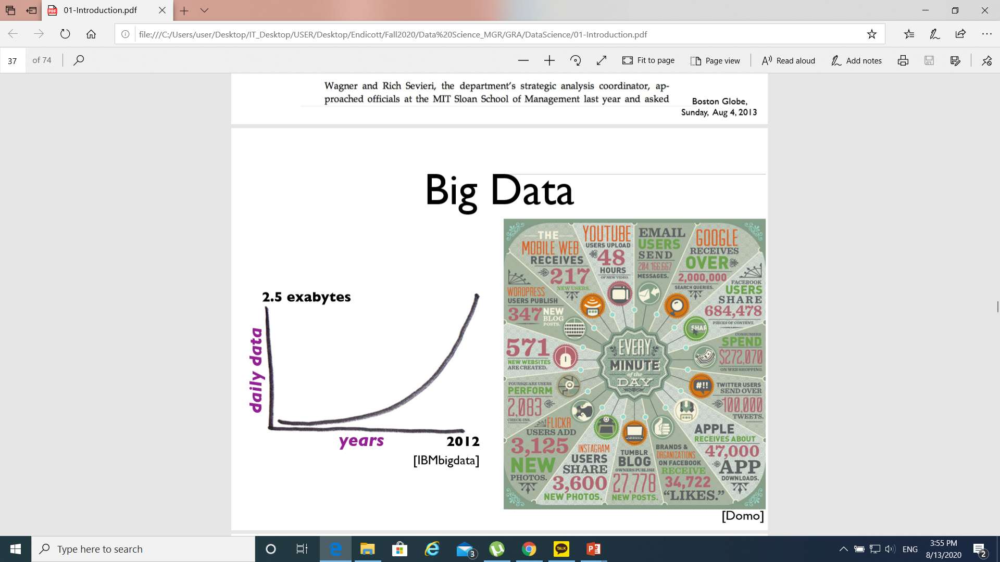 01-Introduction.pdf
file:///C:/Users/user/Desktop/IT_Desktop/USER/Desktop/Endicott/Fall2020/Data%20Science_MGR/GRA/DataScience/01-Introduction.pdf
37 of 74
Fit to page
Page view
Read aloud
Add notes
Wagner and Rich Sevieri, the department's strategic analysis coordinator, ap-
proached officials at the MIT Sloan School of Management last year and asked
Boston Globe,
Sunday, Aug 4, 2013
Big Data
2.5 exabytes
daily data
years
2012
[IBMbigdata]
THE
MOBILE WEB
RECEIVES
217
NEW USERS.
YOUTUBE
USERS UPLOAD
48
HOURS
OF NEW VIDEO.
EMAIL
USERS
SEND
204,166,667
MESSAGES.
GOOGLE
RECEIVES
OVER
2,000,000
SEARCH QUERIES.
FACEBOOK
USERS
SHARE
684,478
PIECES OF CONTENT.
SHAR
CONSUMERS
SPEND
$272,070
ON WEB SHOPPING.
#!!
TWITTER USERS
SEND OVER
100,000
TWEETS.
APPLE
RECEIVES ABOUT
47,000
APP
DOWNLOADS.
BRANDS &
ORGANIZATIONS
ON FACEBOOK
RECEIVE
34,722
"LIKES."
TUMBLR
BLOG
OWNERS PUBLISH
27,778
NEW POSTS.
INSTAGRAM
USERS
SHARE
3,600
NEW PHOTOS.
FLICKR
USERS ADD
3,125
NEW
PHOTOS.
FOURSQUARE USERS
PERFORM
2,083
CHECK-INS.
571
NEW WEBSITES
ARE CREATED.
WORDPRESS
USERS PUBLISH
347 NEW
BLOG
POSTS.
EVERY
MINUTE
of the
DAY
[Domo]
Type here to search
3
TALK
ENG
3:55 PM
8/13/2020
2